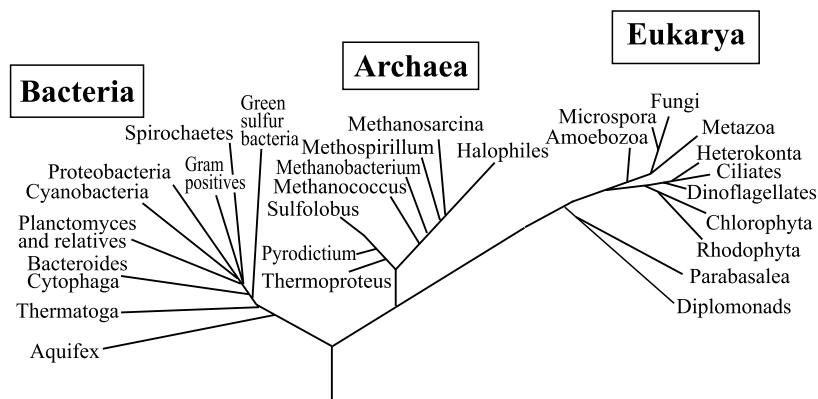 Bacteria
Archaea
Eukarya
Green
sulfur
bacteria
Spirochaetes
Proteobacteria
Gram
positives
Cyanobacteria
Planctomyces
and relatives
Bacteroides
Cytophaga
Thermatoga
Aquifex
Methanosarcina
Methospirillum
Halophiles
Methanobacterium
Methanococcus
Sulfolobus
Pyrodictium
Thermoproteus
Fungi
Microspora
Amoebozoa
Metazoa
Heterokonta
Ciliates
Dinoflagellates
Chlorophyta
Rhodophyta
Parabasalea
Diplomonads